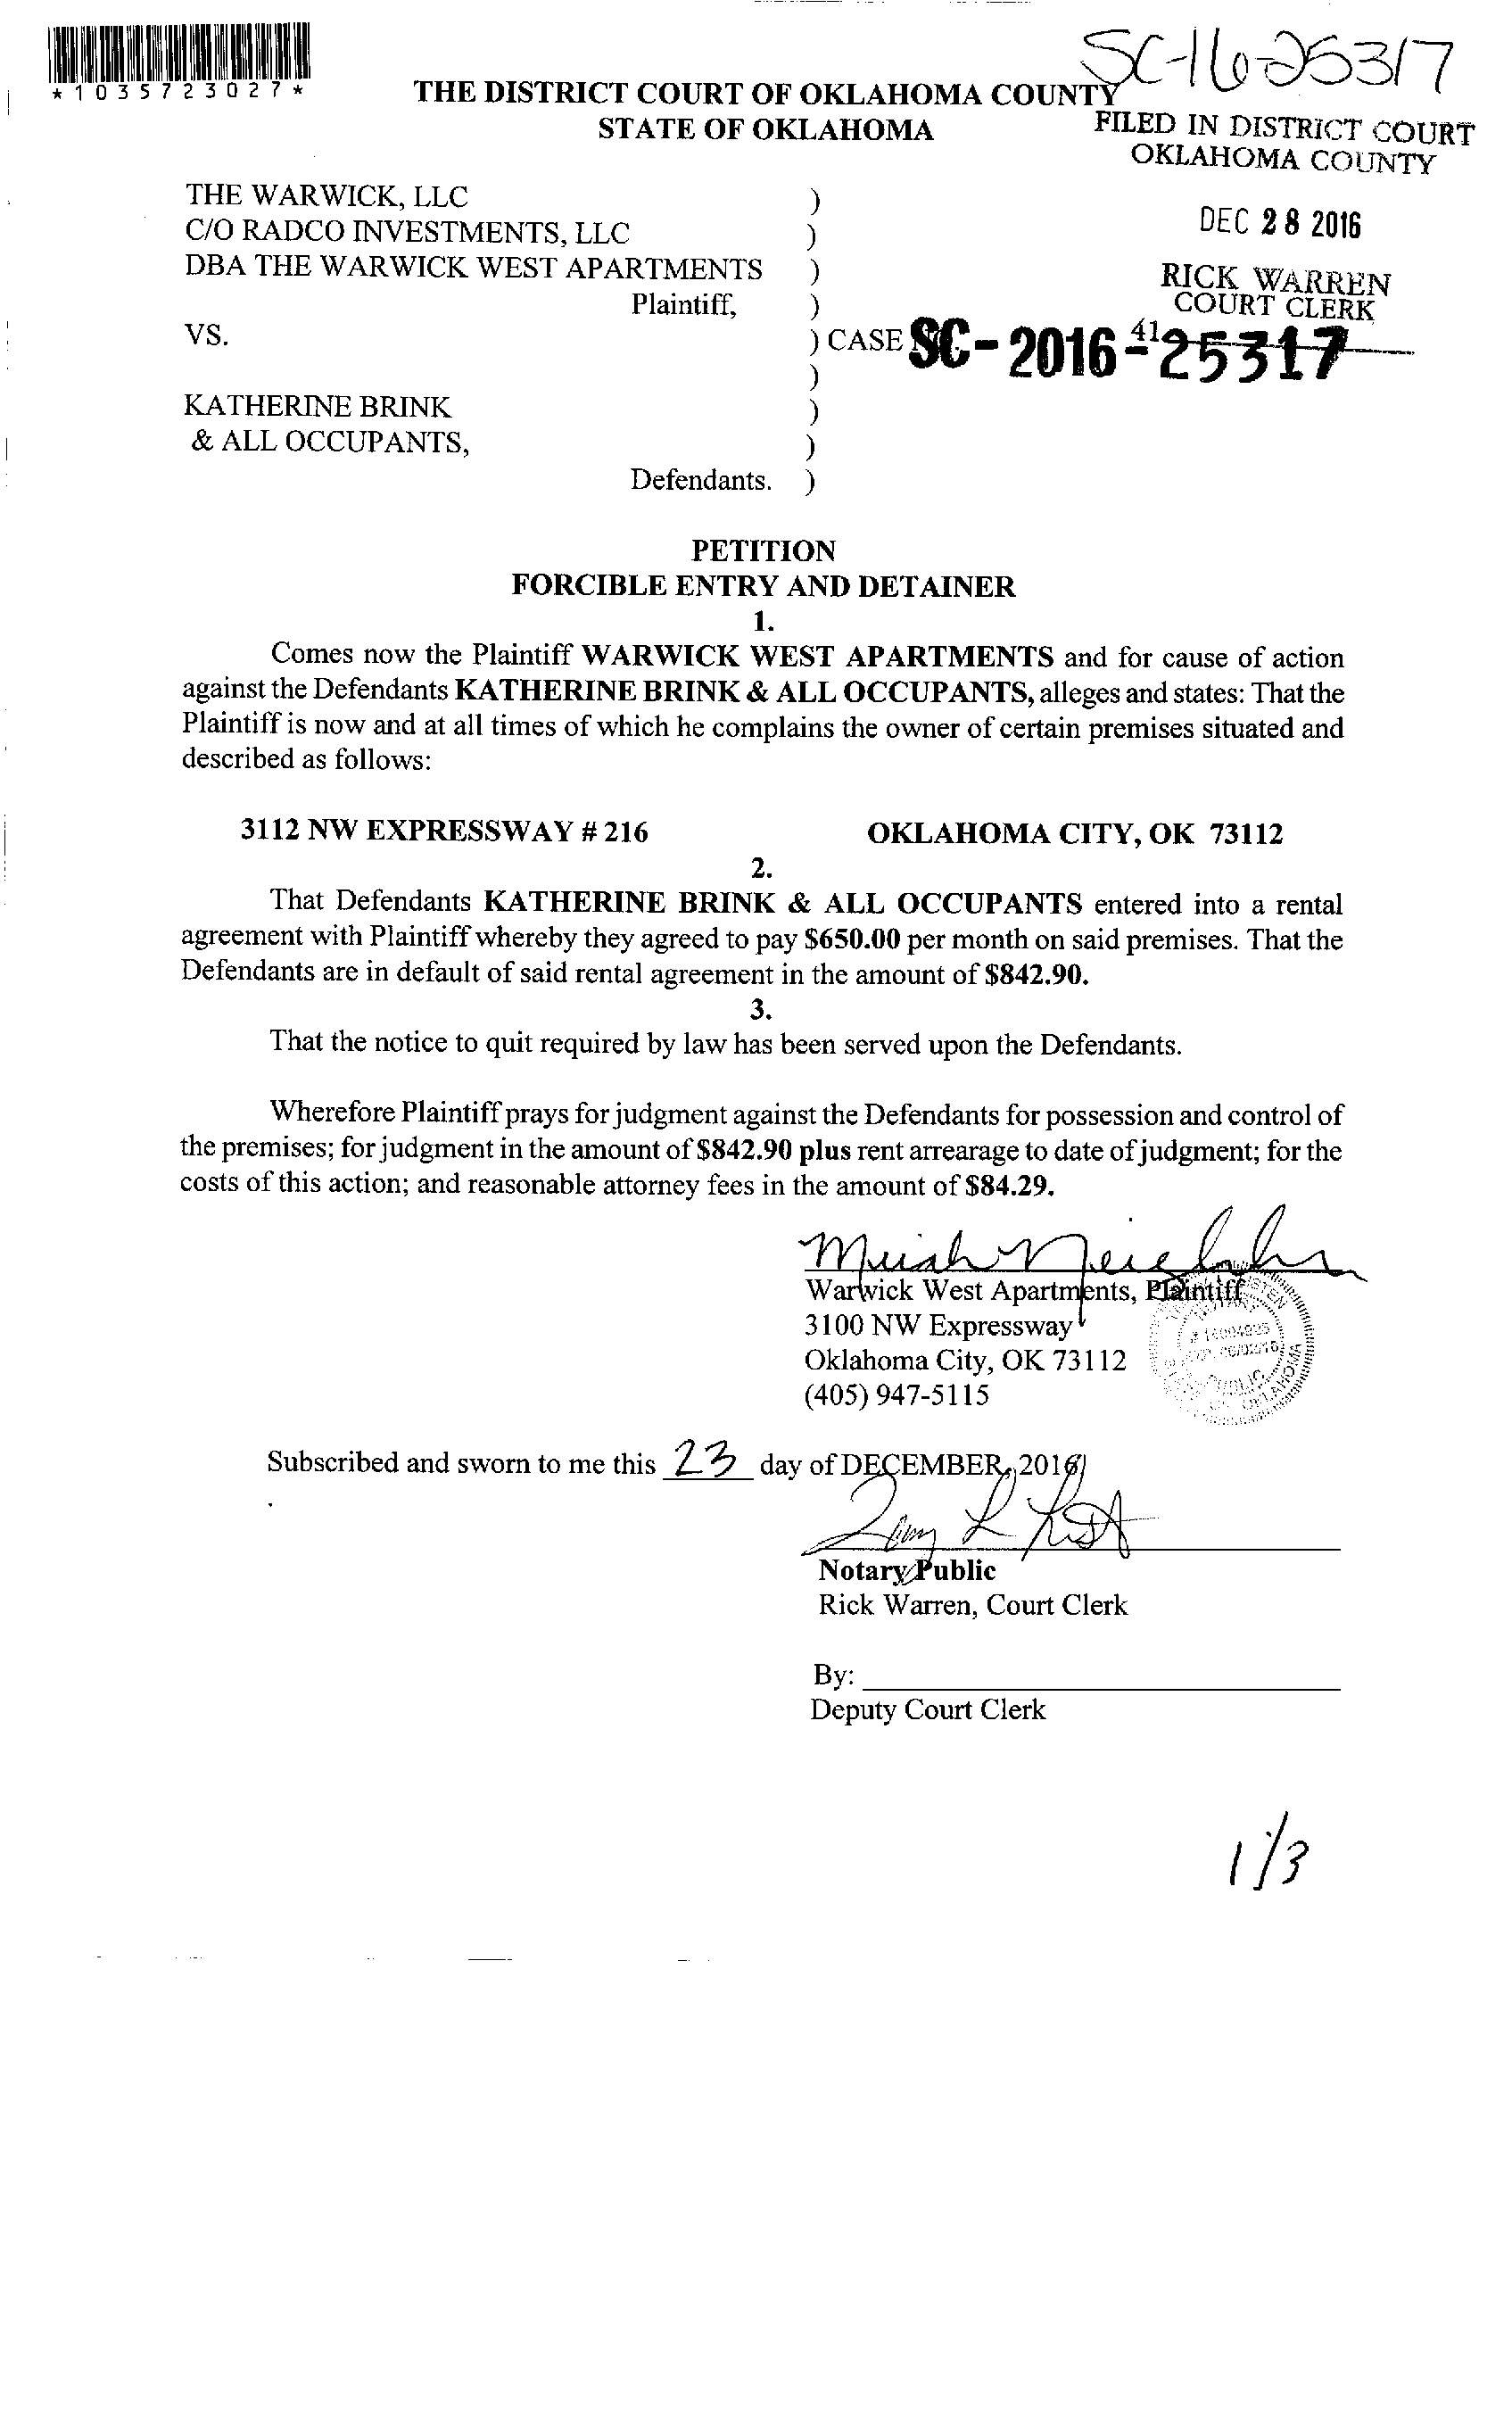 SC-16-25317
*1035723027*
THE DISTRICT COURT OF OKLAHOMA COUNTY
STATE OF OKLAHOMA
FILED IN DISTRICT COURT
OKLAHOMA COUNTY
THE WARWICK, LLC )
C/O RADCO INVESTMENTS, LLC )
DBA THE WARWICK WEST APARTMENTS )
Plaintiff, )
DEC 28 2016
RICK WARREN
COURT CLERK
VS. ) CASE SC-2016-25317
41
)
KATHERINE BRINK )
& ALL OCCUPANTS, )
Defendants. )
PETITION
FORCIBLE ENTRY AND DETAINER
1.
Comes now the Plaintiff WARWICK WEST APARTMENTS and for cause of action
against the Defendants KATHERINE BRINK & ALL OCCUPANTS, alleges and states: That the
Plaintiff is now and at all times of which he complains the owner of certain premises situated and
described as follows:
3112 NW EXPRESSWAY # 216 OKLAHOMA CITY, OK 73112
2.
That Defendants KATHERINE BRINK & ALL OCCUPANTS entered into a rental
agreement with Plaintiff whereby they agreed to pay $650.00 per month on said premises. That the
Defendants are in default of said rental agreement in the amount of $842.90.
3.
That the notice to quit required by law has been served upon the Defendants.
Wherefore Plaintiff prays for judgment against the Defendants for possession and control of
the premises; for judgment in the amount of $842.90 plus rent arrearage to date of judgment; for the
costs of this action; and reasonable attorney fees in the amount of $84.29.
Warwick West Apartments, Plaintiff
3100 NW Expressway
Oklahoma City, OK 73112
(405) 947-5115
Subscribed and sworn to me this 23 day of DECEMBER, 2016
Notary Public
Rick Warren, Court Clerk
By:
Deputy Court Clerk
1/3